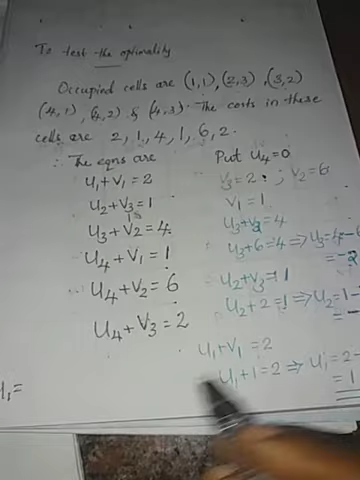 To test the optimality
Occupied cells are (1,1), (2,3), (3,2)
(4,1), (4,2) & (4,3). The costs in these
cells are 2, 1, 4, 1, 6, 2.
∴ The eqns are
U₁+V₁=2
U₂+V₃=1
U₃+V₂=4
U₄+V₁=1
U₄+V₂=6
U₄+V₃=2
Put U₄=0
V₃=2 ; V₂=6
V₁=1
U₃+V₂=4
U₃+6=4 ⇒ U₃=4-6
=-2
U₂+V₃=1
U₂+2=1 ⇒ U₂=1-
=-
U₁+V₁=2
U₁+1=2 ⇒ U₁=2-
=1
U₁=